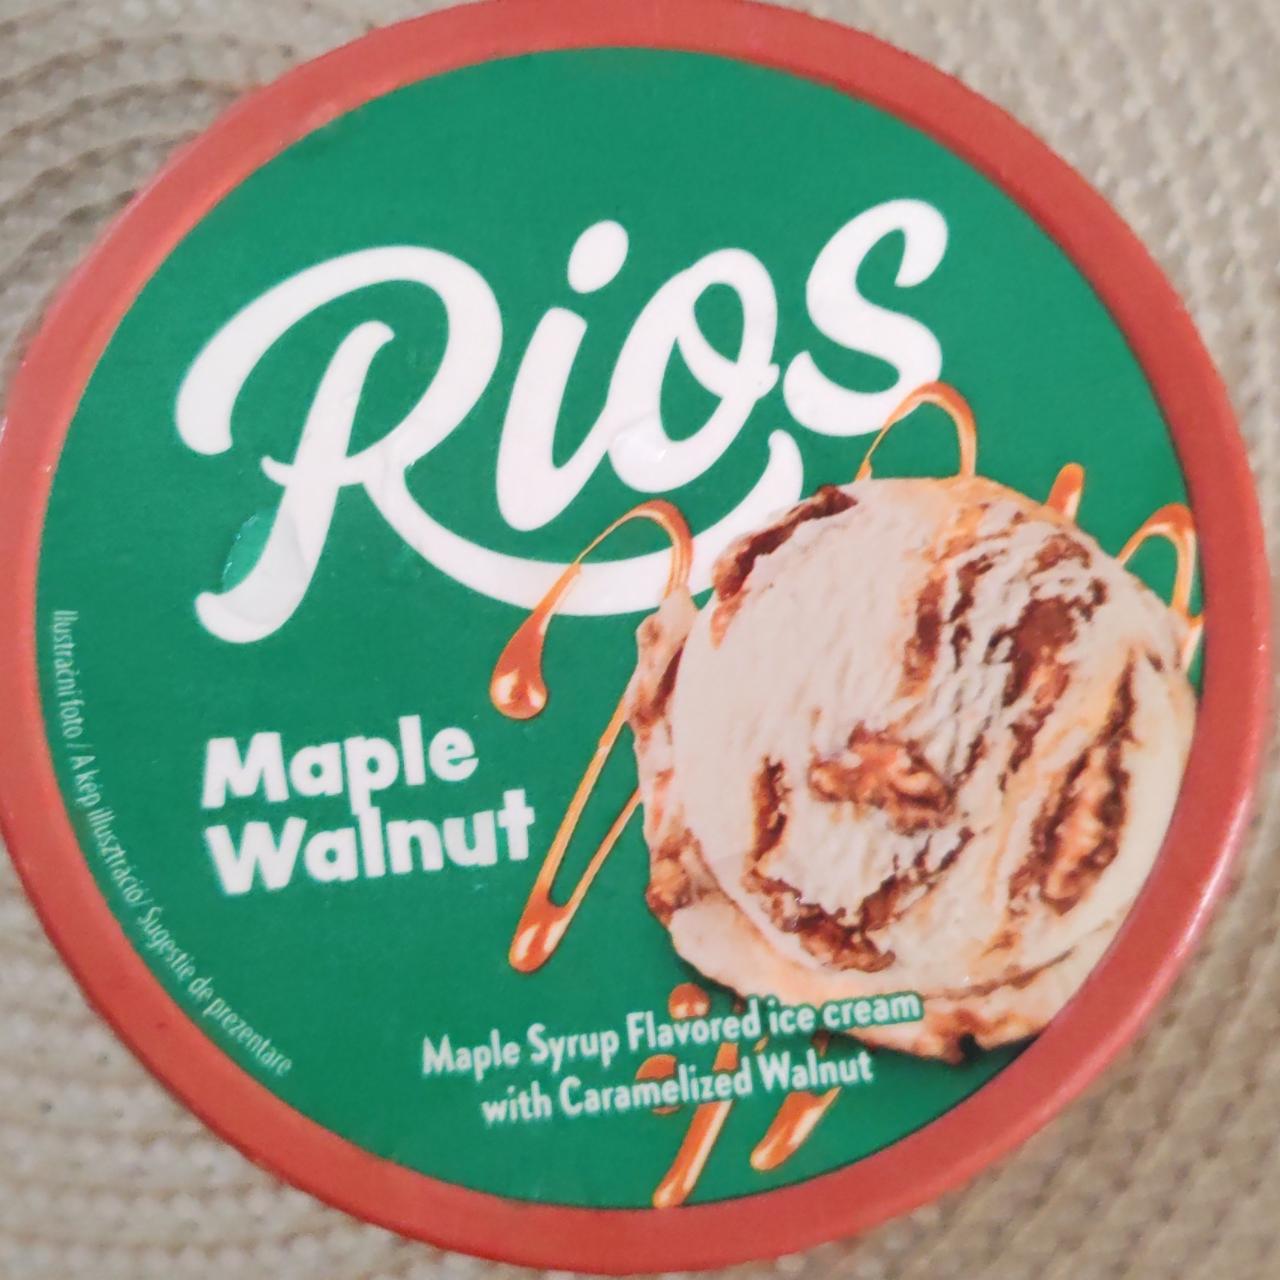 Rios
Maple
Walnut
Maple Syrup Flavored ice cream
with Caramelized Walnut
Ilustrační foto / A kép illusztráció/ Sugestie de prezentare